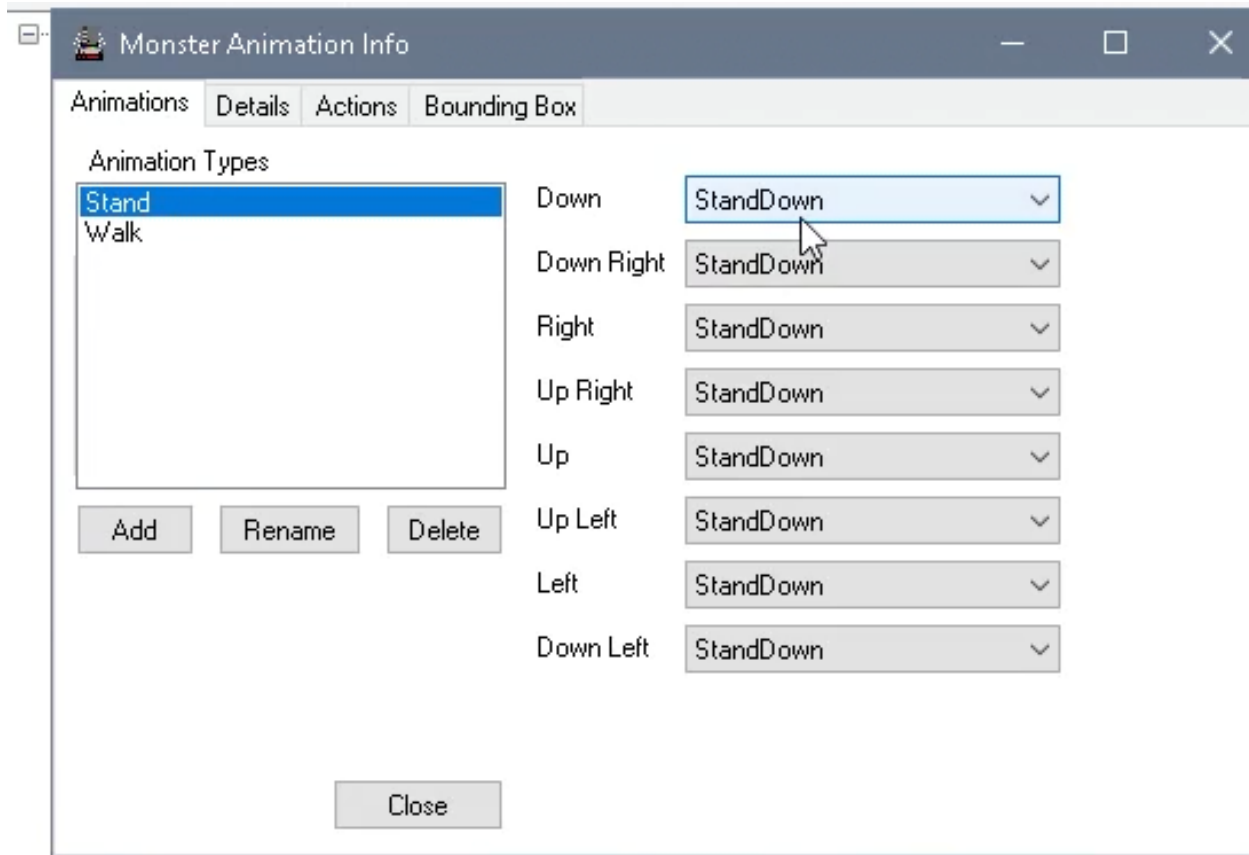 Monster Animation Info
Animations Details Actions Bounding Box
Animation Types
Stand
Walk
Add Rename Delete
Down StandDown
Down Right StandDown
Right StandDown
Up Right StandDown
Up StandDown
Up Left StandDown
Left StandDown
Down Left StandDown
Close